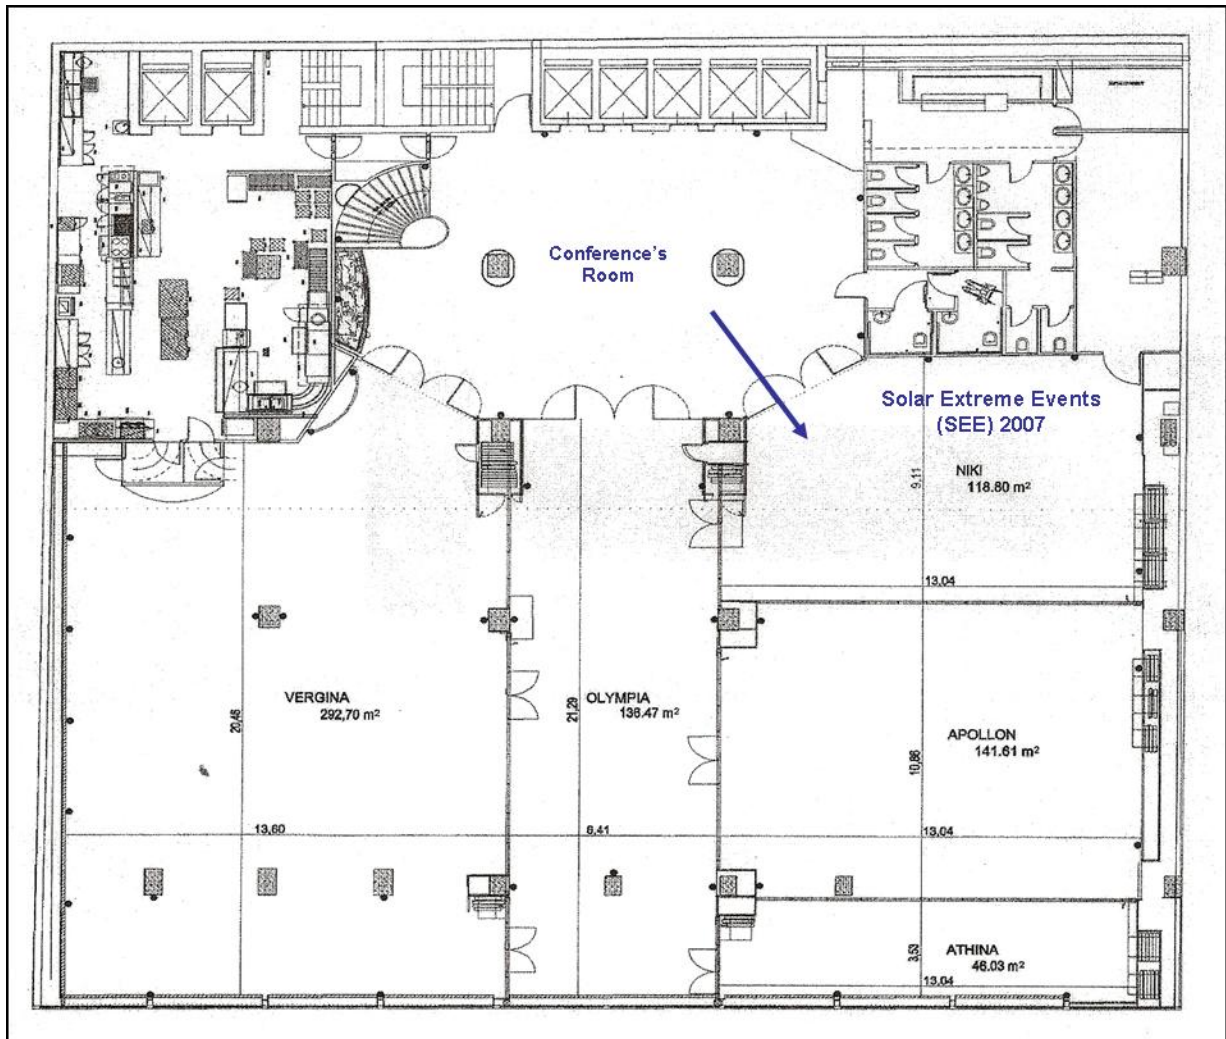 Conference's
Room
Solar Extreme Events
(SEE) 2007
NIKI
118.80 m²
9,11
13,04
VERGINA
292,70 m²
20,48
13,60
OLYMPIA
136.47 m²
21,29
6,41
APOLLON
141.61 m²
10,86
13,04
ATHINA
46.03 m²
3,53
13,04